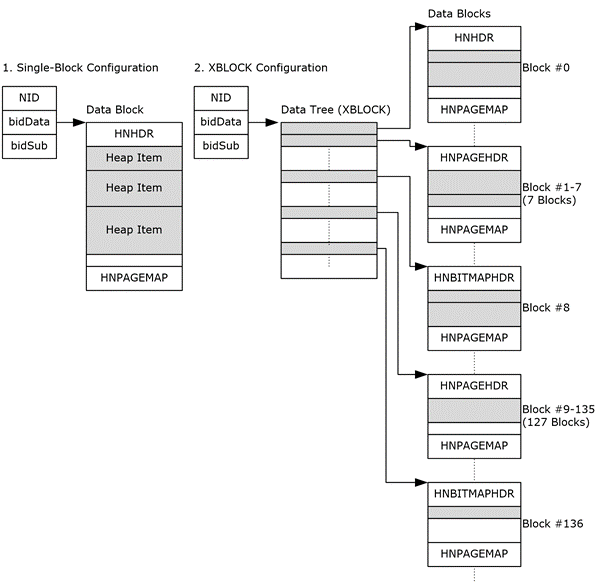 Data Blocks
1. Single-Block Configuration
2. XBLOCK Configuration
NID
bidData
bidSub
Data Block
HNHDR
Heap Item
Heap Item
Heap Item
HNPAGEMAP
NID
bidData
bidSub
Data Tree (XBLOCK)
HNHDR
HNPAGEMAP
Block #0
HNPAGEHDR
HNPAGEMAP
Block #1-7
(7 Blocks)
HNBITMAPHDR
HNPAGEMAP
Block #8
HNPAGEHDR
HNPAGEMAP
Block #9-135
(127 Blocks)
HNBITMAPHDR
HNPAGEMAP
Block #136